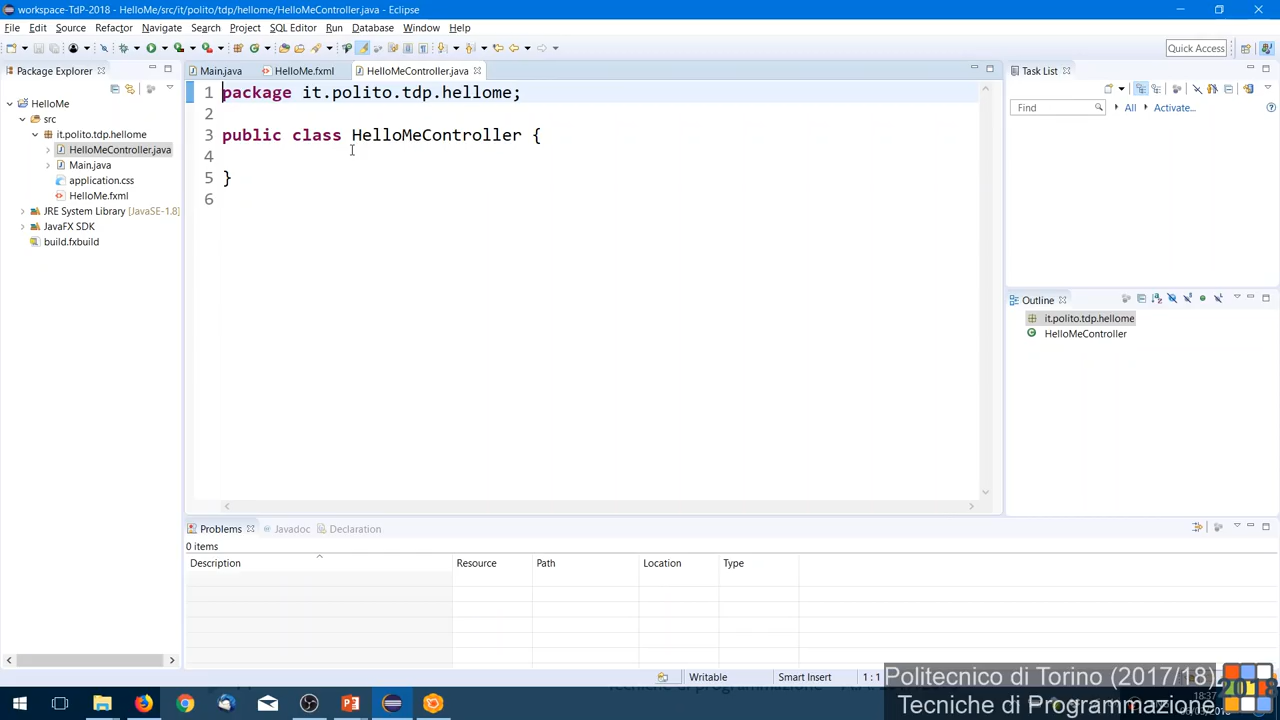 workspace-TdP-2018 - HelloMe/src/it/polito/tdp/hellome/HelloMeController.java - Eclipse
File Edit Source Refactor Navigate Search Project SQL Editor Run Database Window Help
Quick Access
Package Explorer
Main.java HelloMe.fxml HelloMeController.java
Task List
Find All Activate...
HelloMe
src
it.polito.tdp.hellome
HelloMeController.java
Main.java
application.css
HelloMe.fxml
JRE System Library [JavaSE-1.8]
JavaFX SDK
build.fxbuild
1 package it.polito.tdp.hellome;
2
3 public class HelloMeController {
4
5 }
6
Outline
it.polito.tdp.hellome
HelloMeController
Problems Javadoc Declaration
0 items
Description Resource Path Location Type
Writable Smart Insert 1 : 1
Politecnico di Torino (2017/18)
Tecniche di Programmazione
18:37
2018